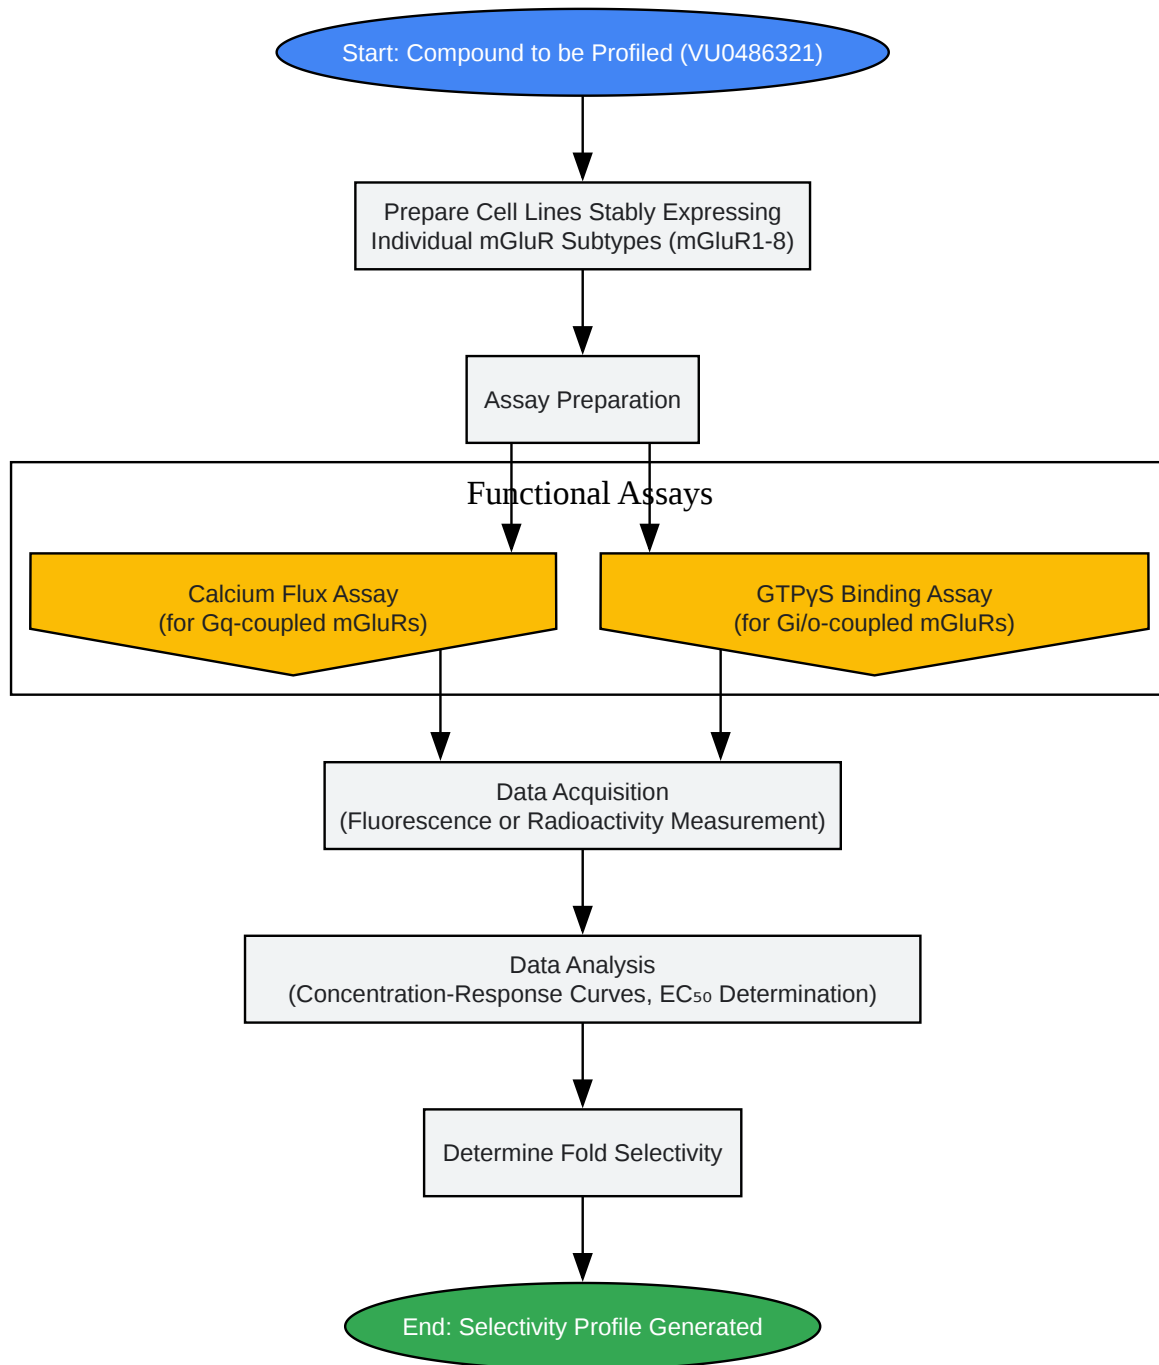 Start: Compound to be Profiled (VU0486321)
Prepare Cell Lines Stably Expressing
Individual mGluR Subtypes (mGluR1-8)
Assay Preparation
Functional Assays
Calcium Flux Assay
(for Gq-coupled mGluRs)
GTPγS Binding Assay
(for Gi/o-coupled mGluRs)
Data Acquisition
(Fluorescence or Radioactivity Measurement)
Data Analysis
(Concentration-Response Curves, EC₅₀ Determination)
Determine Fold Selectivity
End: Selectivity Profile Generated